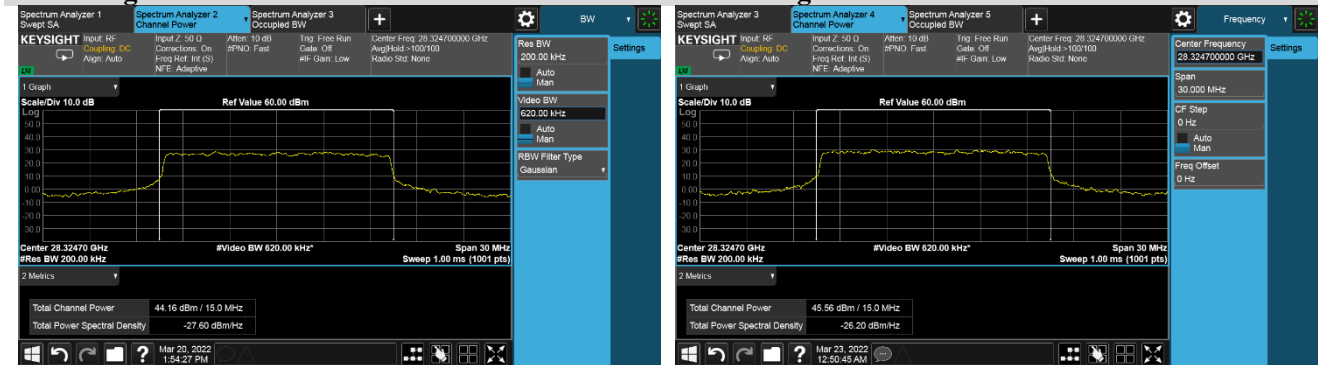 Spectrum Analyzer 1
Swept SA
Spectrum Analyzer 2
Channel Power
Spectrum Analyzer 3
Occupied BW
+
BW
KEYSIGHT
Input: RF
Coupling: DC
Align: Auto
Input Z: 50 Ω
Corrections: On
Freq Ref: Int (S)
NFE: Adaptive
Atten: 10 dB
#PNO: Fast
Trig: Free Run
Gate: Off
#IF Gain: Low
Center Freq: 28.324700000 GHz
Avg|Hold:>100/100
Radio Std: None
Res BW
200.00 kHz
Auto
Man
Video BW
620.00 kHz
Auto
Man
RBW Filter Type
Gaussian
Settings
1 Graph
Scale/Div 10.0 dB
Ref Value 60.00 dBm
Log
50.0
40.0
30.0
20.0
10.0
0.00
-10.0
-20.0
-30.0
Center 28.32470 GHz
#Video BW 620.00 kHz*
Span 30 MHz
#Res BW 200.00 kHz
Sweep 1.00 ms (1001 pts)
2 Metrics
Total Channel Power 44.16 dBm / 15.0 MHz
Total Power Spectral Density -27.60 dBm/Hz
?
Mar 20, 2022
1:54:27 PM
Spectrum Analyzer 3
Swept SA
Spectrum Analyzer 4
Channel Power
Spectrum Analyzer 5
Occupied BW
+
Frequency
KEYSIGHT
Input: RF
Coupling: DC
Align: Auto
Input Z: 50 Ω
Corrections: On
Freq Ref: Int (S)
NFE: Adaptive
Atten: 10 dB
#PNO: Fast
Trig: Free Run
Gate: Off
#IF Gain: Low
Center Freq: 28.324700000 GHz
Avg|Hold:>100/100
Radio Std: None
Center Frequency
28.324700000 GHz
Span
30.000 MHz
CF Step
0 Hz
Auto
Man
Freq Offset
0 Hz
Settings
1 Graph
Scale/Div 10.0 dB
Ref Value 60.00 dBm
Log
50.0
40.0
30.0
20.0
10.0
0.00
-10.0
-20.0
-30.0
Center 28.32470 GHz
#Video BW 620.00 kHz*
Span 30 MHz
#Res BW 200.00 kHz
Sweep 1.00 ms (1001 pts)
2 Metrics
Total Channel Power 45.56 dBm / 15.0 MHz
Total Power Spectral Density -26.20 dBm/Hz
?
Mar 23, 2022
12:50:45 AM